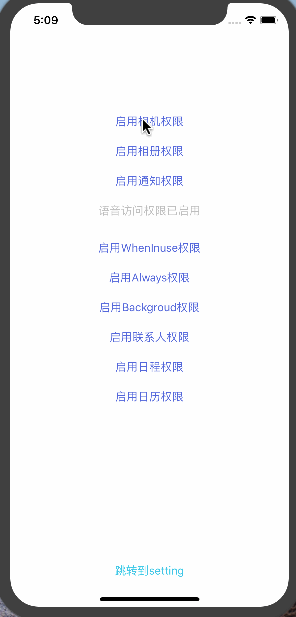 5:09
启用相机权限
启用相册权限
启用通知权限
语音访问权限已启用
启用WhenInuse权限
启用Always权限
启用Backgroud权限
启用联系人权限
启用日程权限
启用日历权限
跳转到setting